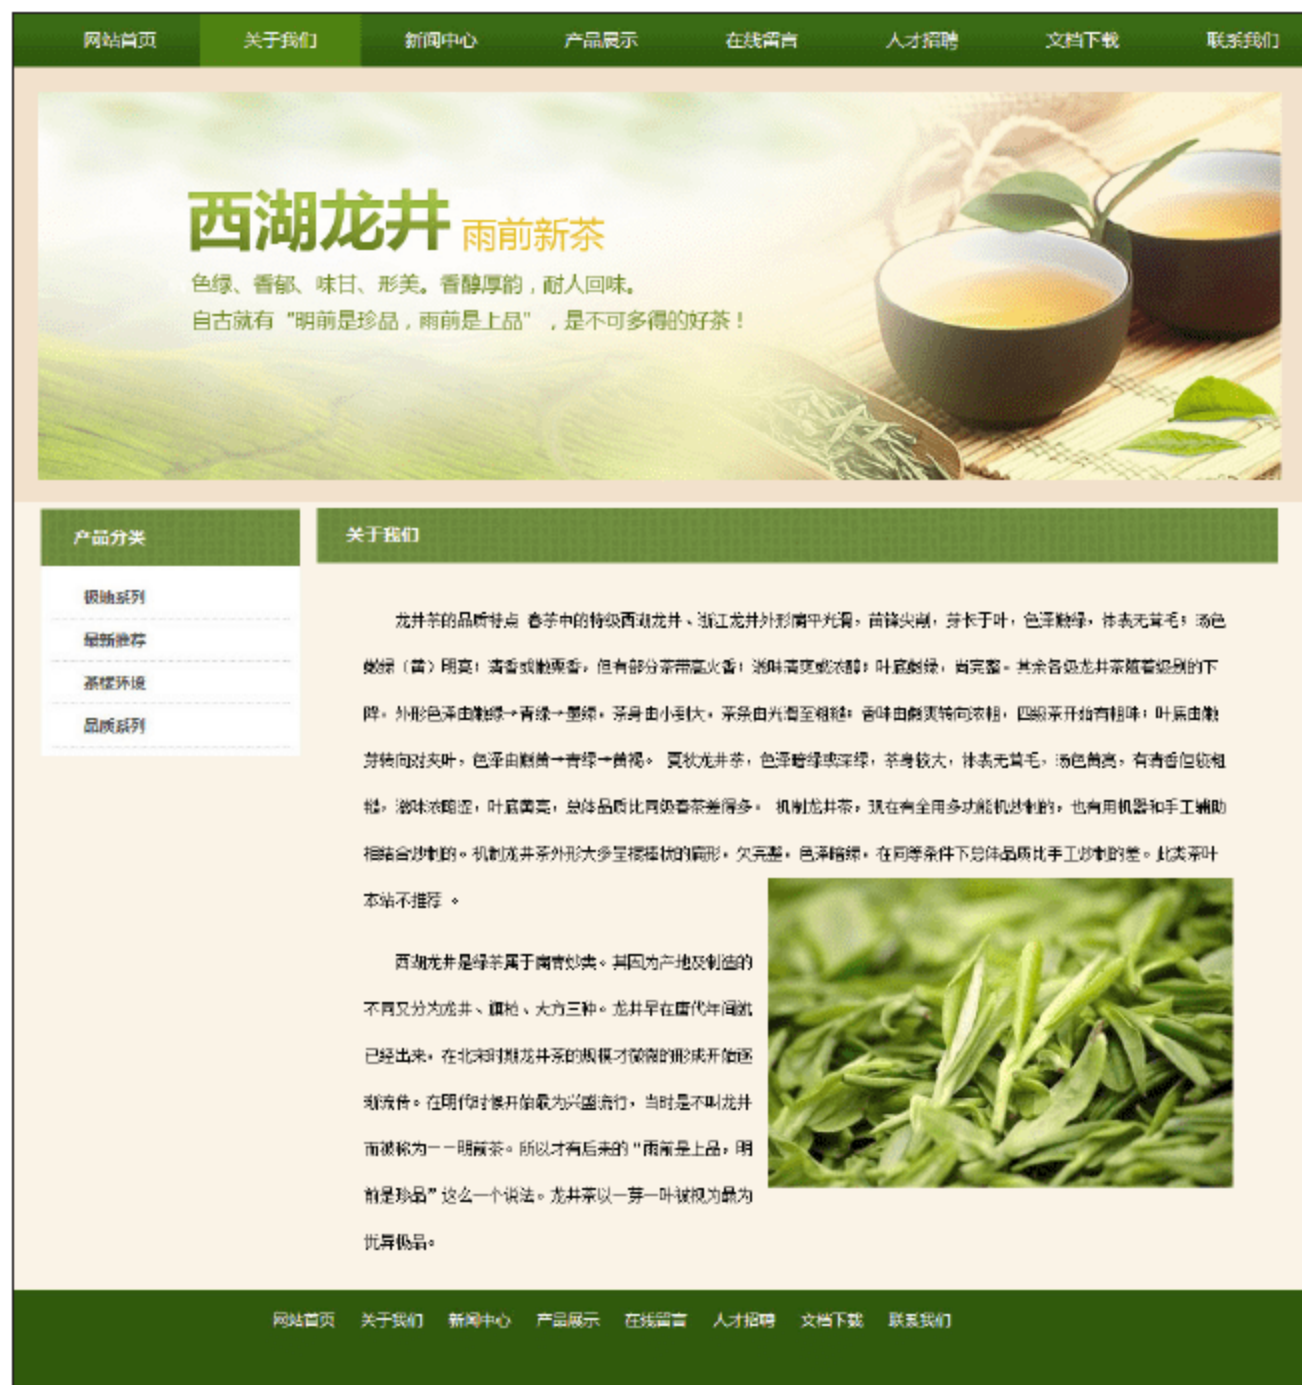 网站首页 关于我们 新闻中心 产品展示 在线留言 人才招聘 文档下载 联系我们
西湖龙井 雨前新茶
色绿、香郁、味甘、形美。香醇厚韵，耐人回味。
自古就有“明前是珍品，雨前是上品”，是不可多得的好茶！
产品分类
极地系列
最新推荐
茶楼环境
品质系列
关于我们
龙井茶的品质特点 春茶中的特级西湖龙井、浙江龙井外形扁平光滑，苗锋尖削，芽长于叶，色泽嫩绿，体表无茸毛；汤色
嫩绿（黄）明亮；清香或嫩栗香，但有部分茶带高火香；滋味清爽或浓醇；叶底嫩绿，尚完整。其余各级龙井茶随着级别的下
降，外形色泽由嫩绿→青绿→墨绿，茶身由小到大，茶条由光滑至粗糙；香味由嫩爽转向浓粗，四级茶开始有粗味；叶底由嫩
芽转向对夹叶，色泽由嫩黄→青绿→黄褐。 夏秋龙井茶，色泽暗绿或深绿，茶身较大，体表无茸毛，汤色黄亮，有清香但较粗
糙，滋味浓略涩，叶底黄亮，总体品质比同级春茶差得多。 机制龙井茶，现在有全用多功能机炒制的，也有用机器和手工辅助
相结合炒制的。机制龙井茶外形大多呈棍棒状的扁形，欠完整，色泽暗绿，在同等条件下总体品质比手工炒制的差。此类茶叶
本站不推荐 。
西湖龙井是绿茶属于扁青炒类。其因为产地及制造的
不同又分为龙井、旗枪、大方三种。龙井早在唐代年间就
已经出来，在北宋时期龙井茶的规模才微微的形成开始逐
渐流传。在明代时候开始最为兴盛流行，当时是不叫龙井
而被称为——明前茶。所以才有后来的“雨前是上品，明
前是珍品”这么一个说法。龙井茶以一芽一叶被视为最为
优异极品。
网站首页 关于我们 新闻中心 产品展示 在线留言 人才招聘 文档下载 联系我们